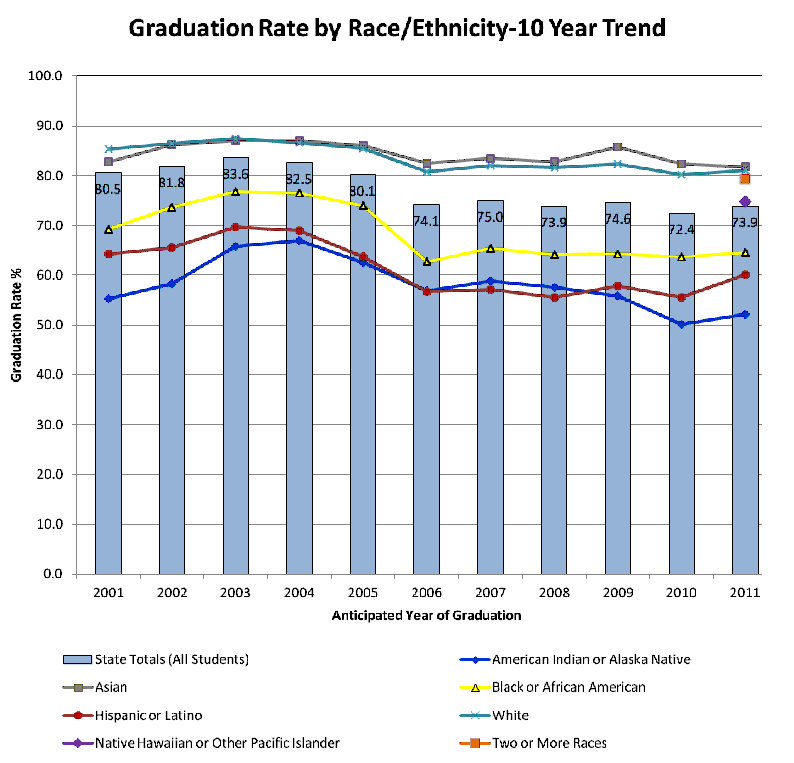 Graduation Rate by Race/Ethnicity-10 Year Trend
100.0
90.0
80.0
70.0
60.0
50.0
40.0
30.0
20.0
10.0
0.0
Graduation Rate %
80.5
81.8
83.6
82.5
80.1
74.1
75.0
73.9
74.6
72.4
73.9
2001 2002 2003 2004 2005 2006 2007 2008 2009 2010 2011
Anticipated Year of Graduation
State Totals (All Students)
American Indian or Alaska Native
Asian
Black or African American
Hispanic or Latino
White
Native Hawaiian or Other Pacific Islander
Two or More Races